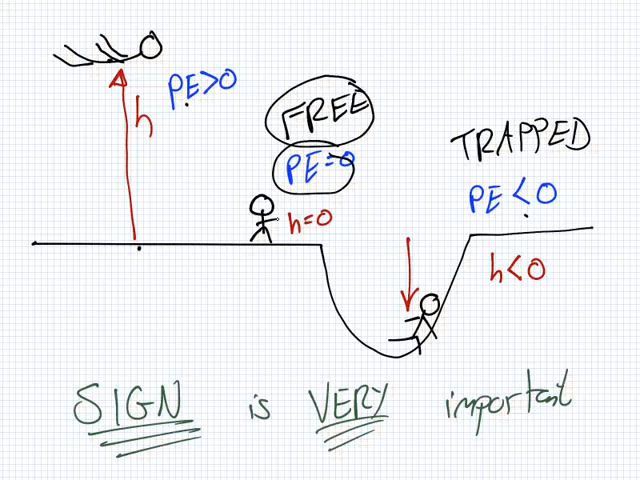 PE>0
h
FREE
PE=0
h=0
TRAPPED
PE<0
h<0
SIGN is VERY important